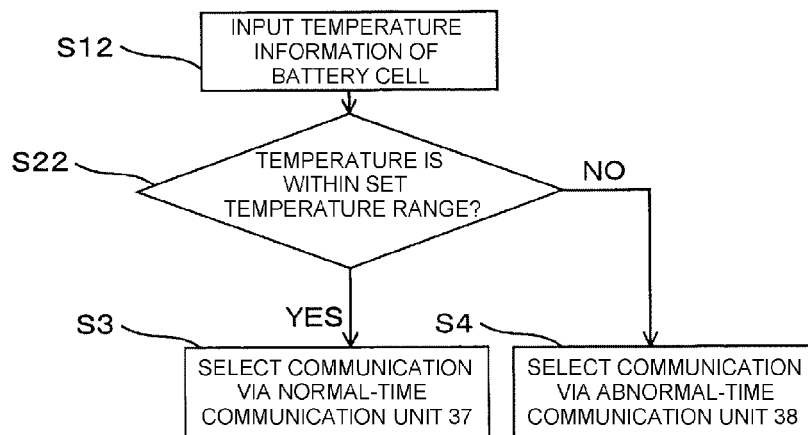 S12
INPUT TEMPERATURE
INFORMATION OF
BATTERY CELL
S22
TEMPERATURE IS
WITHIN SET
TEMPERATURE RANGE?
NO
YES
S3
SELECT COMMUNICATION
VIA NORMAL-TIME
COMMUNICATION UNIT 37
S4
SELECT COMMUNICATION
VIA ABNORMAL-TIME
COMMUNICATION UNIT 38